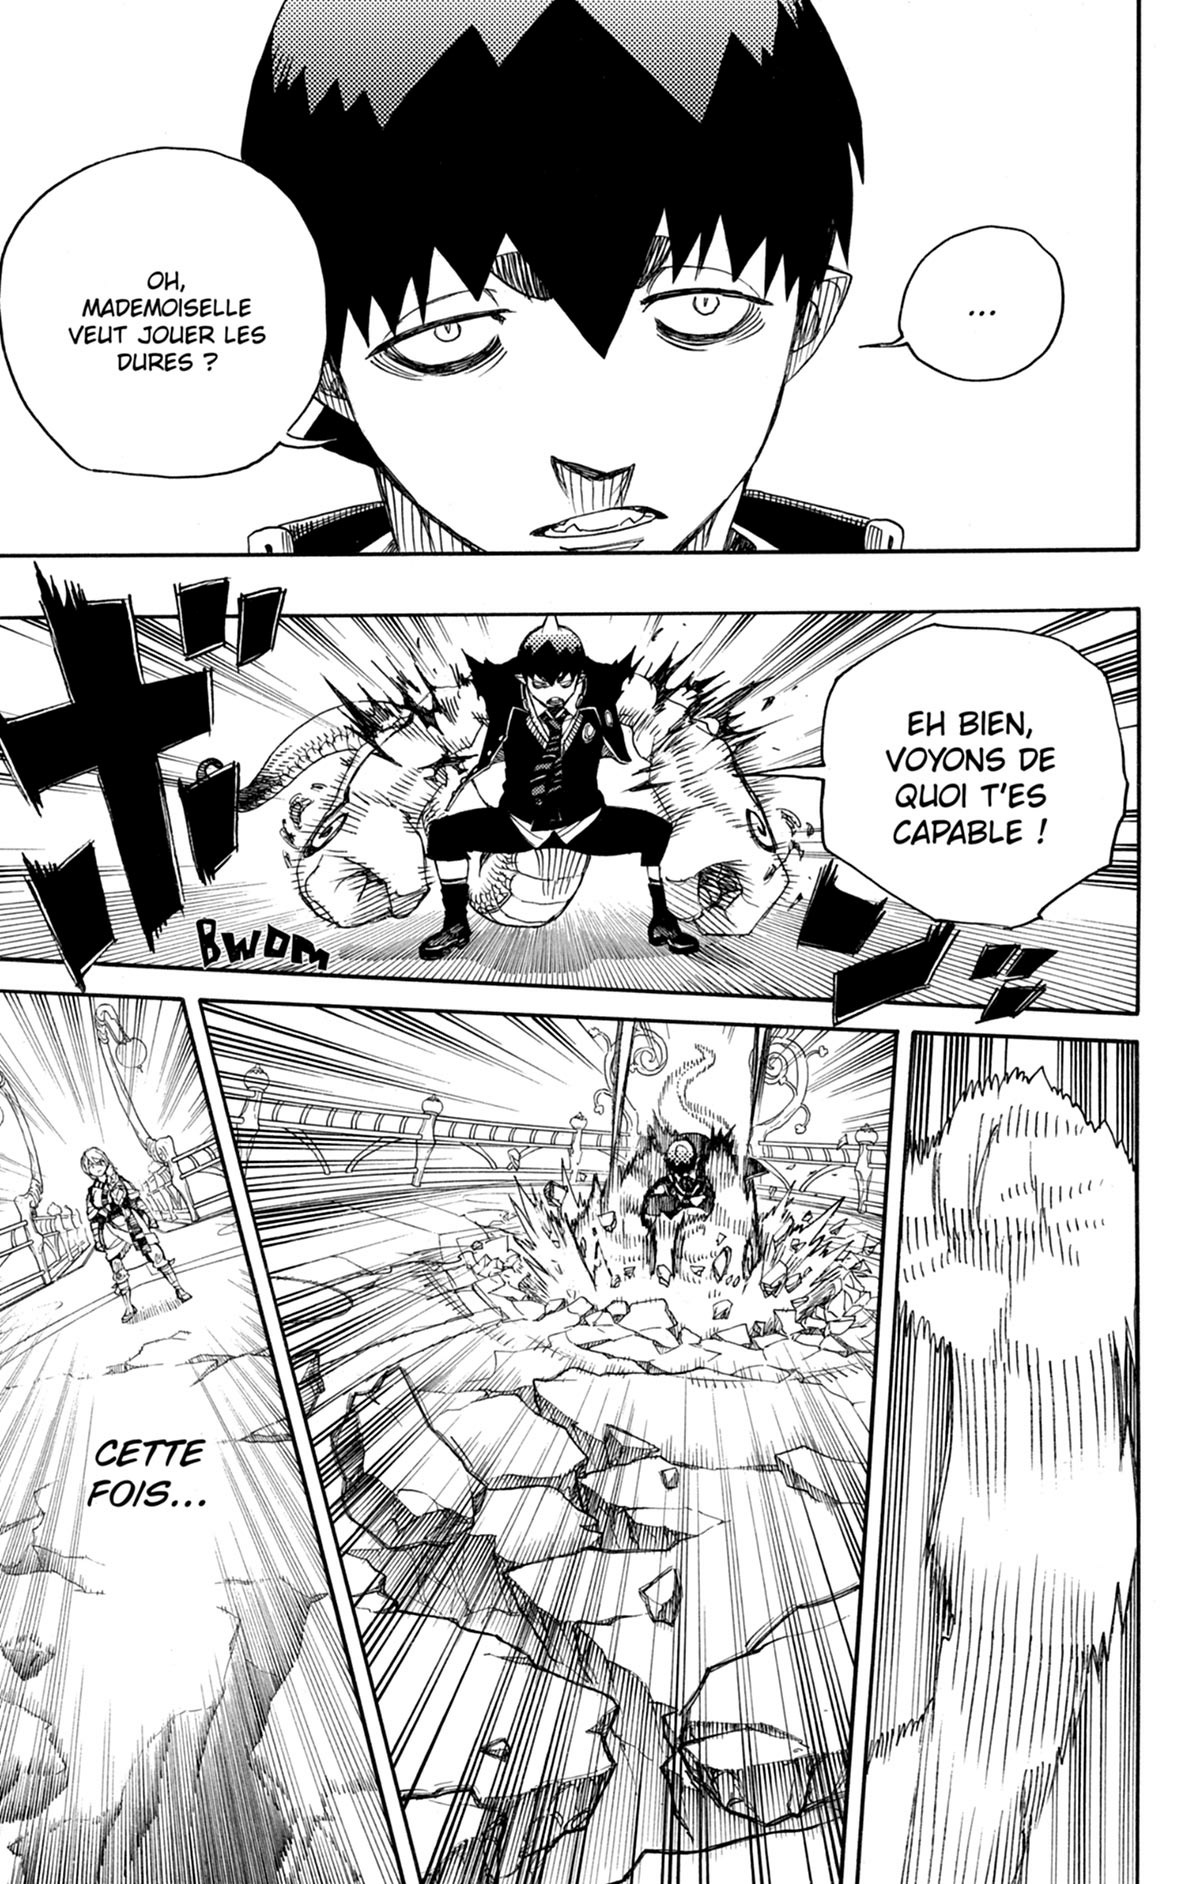 ...
OH,
MADEMOISELLE
VEUT JOUER LES
DURES ?
EH BIEN,
VOYONS DE
QUOI T'ES
CAPABLE !
BWOM
CETTE
FOIS...